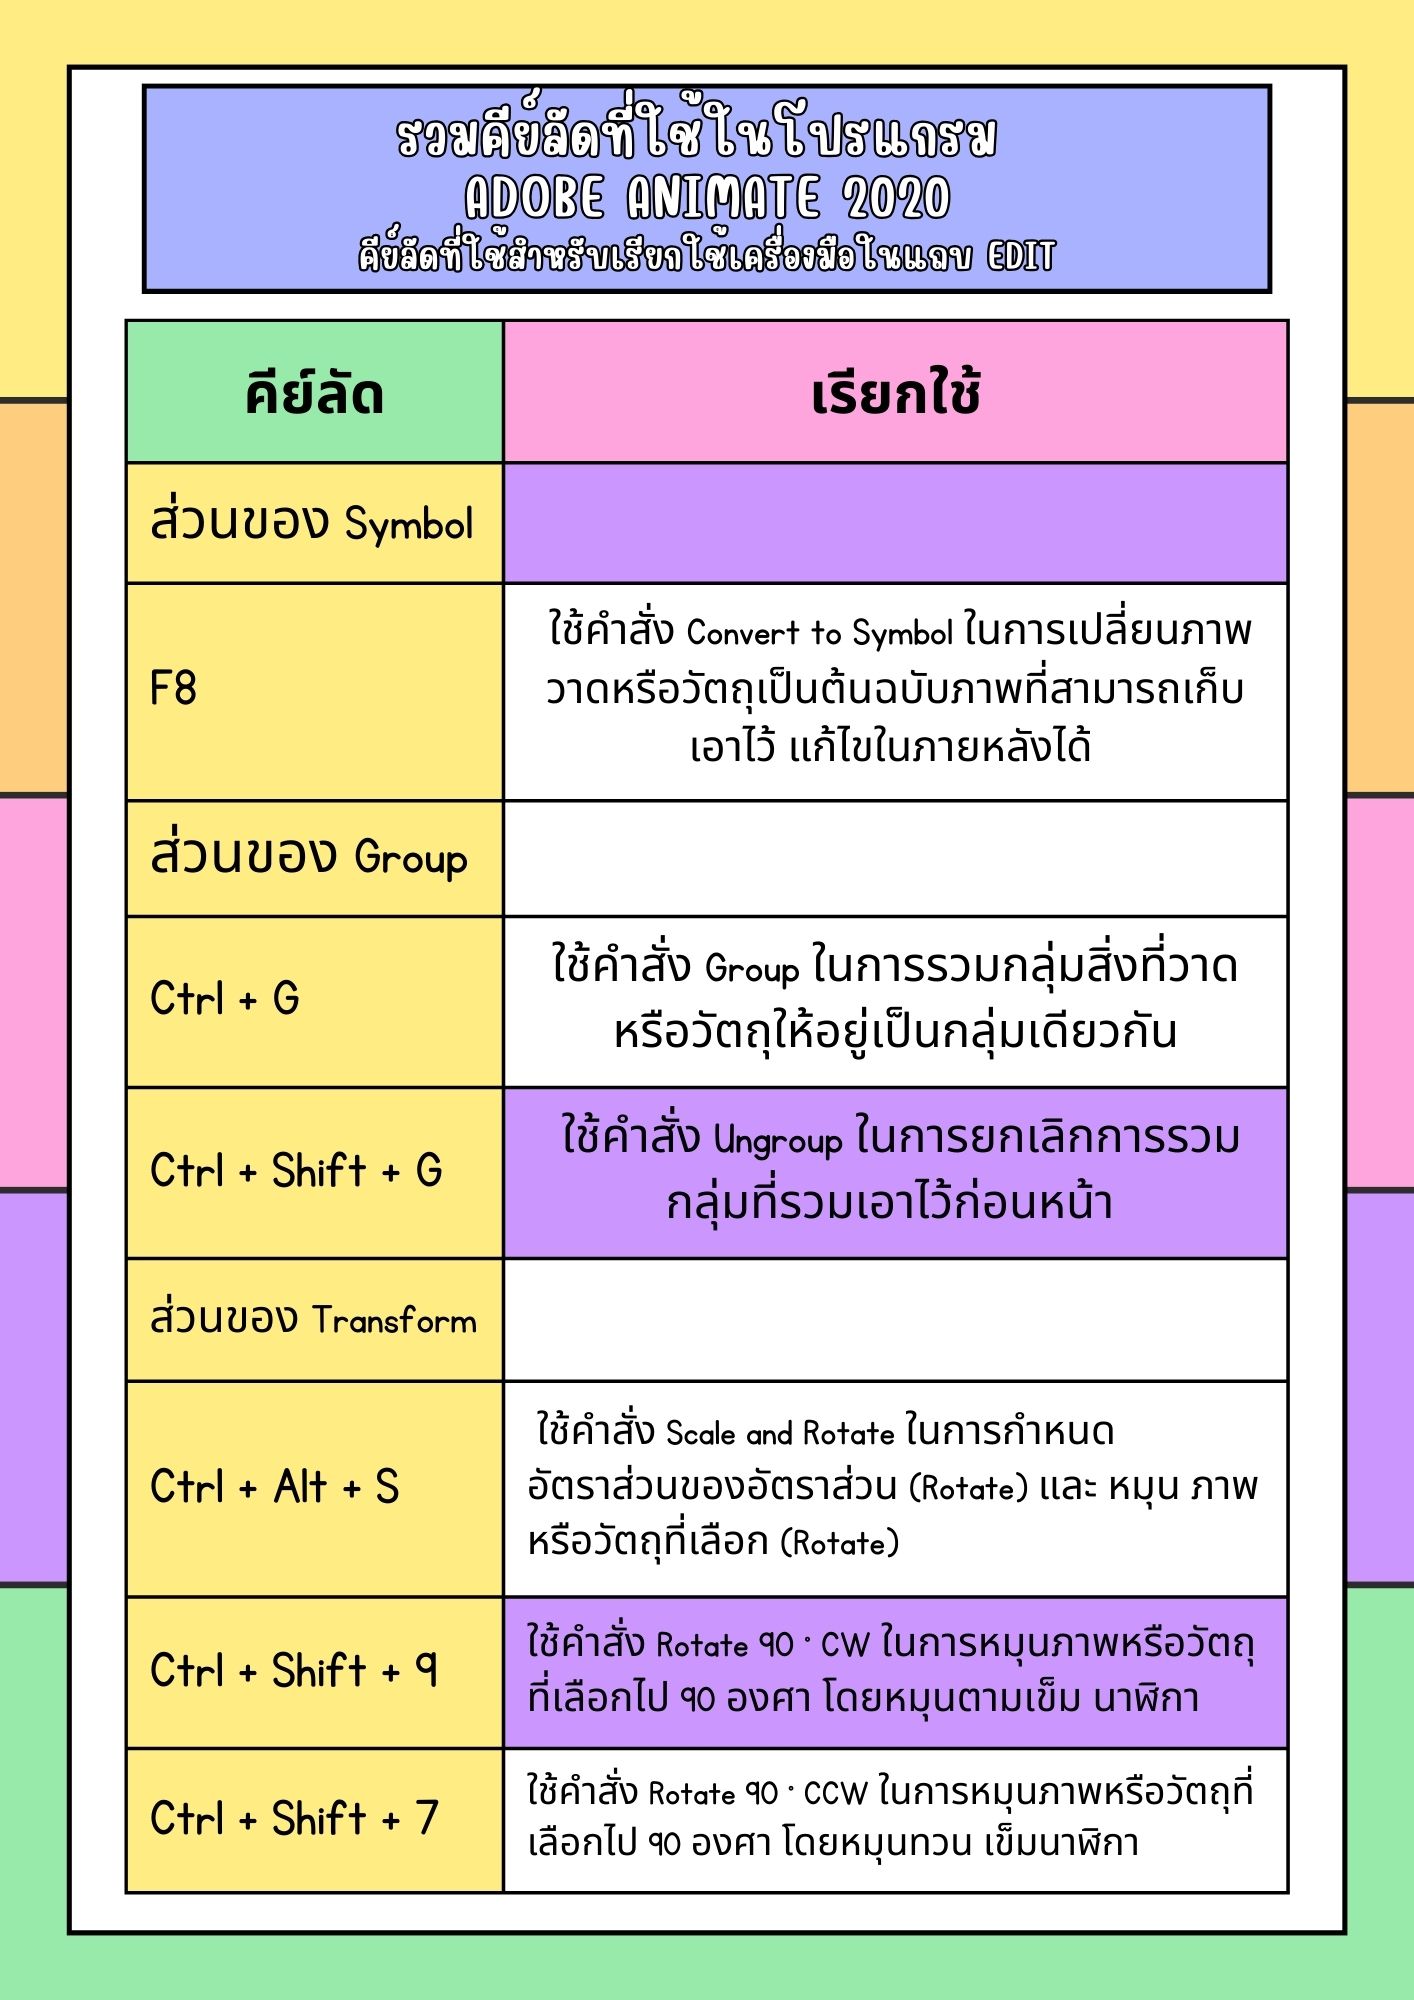 รวมคีย์ลัดที่ใช้ในโปรแกรม
ADOBE ANIMATE 2020
คีย์ลัดที่ใช้สำหรับเรียกใช้เครื่องมือในแถบ EDIT
คีย์ลัด
เรียกใช้
ส่วนของ Symbol
F8
ใช้คำสั่ง Convert to Symbol ในการเปลี่ยนภาพ
วาดหรือวัตถุเป็นต้นฉบับภาพที่สามารถเก็บ
เอาไว้ แก้ไขในภายหลังได้
ส่วนของ Group
Ctrl + G
ใช้คำสั่ง Group ในการรวมกลุ่มสิ่งที่วาด
หรือวัตถุให้อยู่เป็นกลุ่มเดียวกัน
Ctrl + Shift + G
ใช้คำสั่ง Ungroup ในการยกเลิกการรวม
กลุ่มที่รวมเอาไว้ก่อนหน้า
ส่วนของ Transform
Ctrl + Alt + S
ใช้คำสั่ง Scale and Rotate ในการกำหนด
อัตราส่วนของอัตราส่วน (Rotate) และ หมุน ภาพ
หรือวัตถุที่เลือก (Rotate)
Ctrl + Shift + 9
ใช้คำสั่ง Rotate 90 ° CW ในการหมุนภาพหรือวัตถุ
ที่เลือกไป 90 องศา โดยหมุนตามเข็ม นาฬิกา
Ctrl + Shift + 7
ใช้คำสั่ง Rotate 90 ° CCW ในการหมุนภาพหรือวัตถุที่
เลือกไป 90 องศา โดยหมุนทวน เข็มนาฬิกา